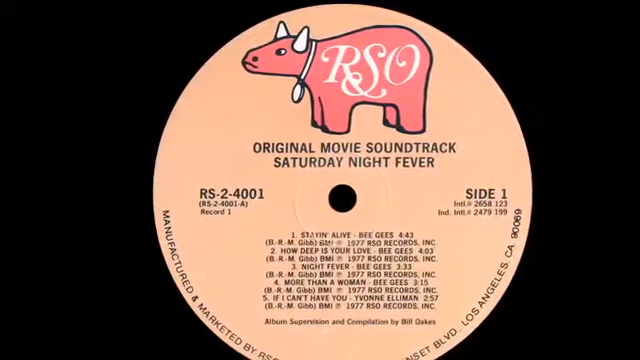 RSO
ORIGINAL MOVIE SOUNDTRACK
SATURDAY NIGHT FEVER
RS-2-4001
(RS-2-4001-A)
Record 1
SIDE 1
Intl.# 2658 123
Ind. Intl.# 2479 199
1. STAYIN' ALIVE - BEE GEES 4:43
(B.-R.-M. Gibb) BMI ℗ 1977 RSO RECORDS, INC.
2. HOW DEEP IS YOUR LOVE - BEE GEES 4:03
(B.-R.-M. Gibb) BMI ℗ 1977 RSO RECORDS, INC.
3. NIGHT FEVER - BEE GEES 3:33
(B.-R.-M. Gibb) BMI ℗ 1977 RSO RECORDS, INC.
4. MORE THAN A WOMAN - BEE GEES 3:15
(B.-R.-M. Gibb) BMI ℗ 1977 RSO RECORDS, INC.
5. IF I CAN'T HAVE YOU - YVONNE ELLIMAN 2:57
(B.-R.-M. Gibb) BMI ℗ 1977 RSO RECORDS, INC.
Album Supervision and Compilation by Bill Oakes
MANUFACTURED & MARKETED BY RSO
NSET BLVD., LOS ANGELES, CA. 90069